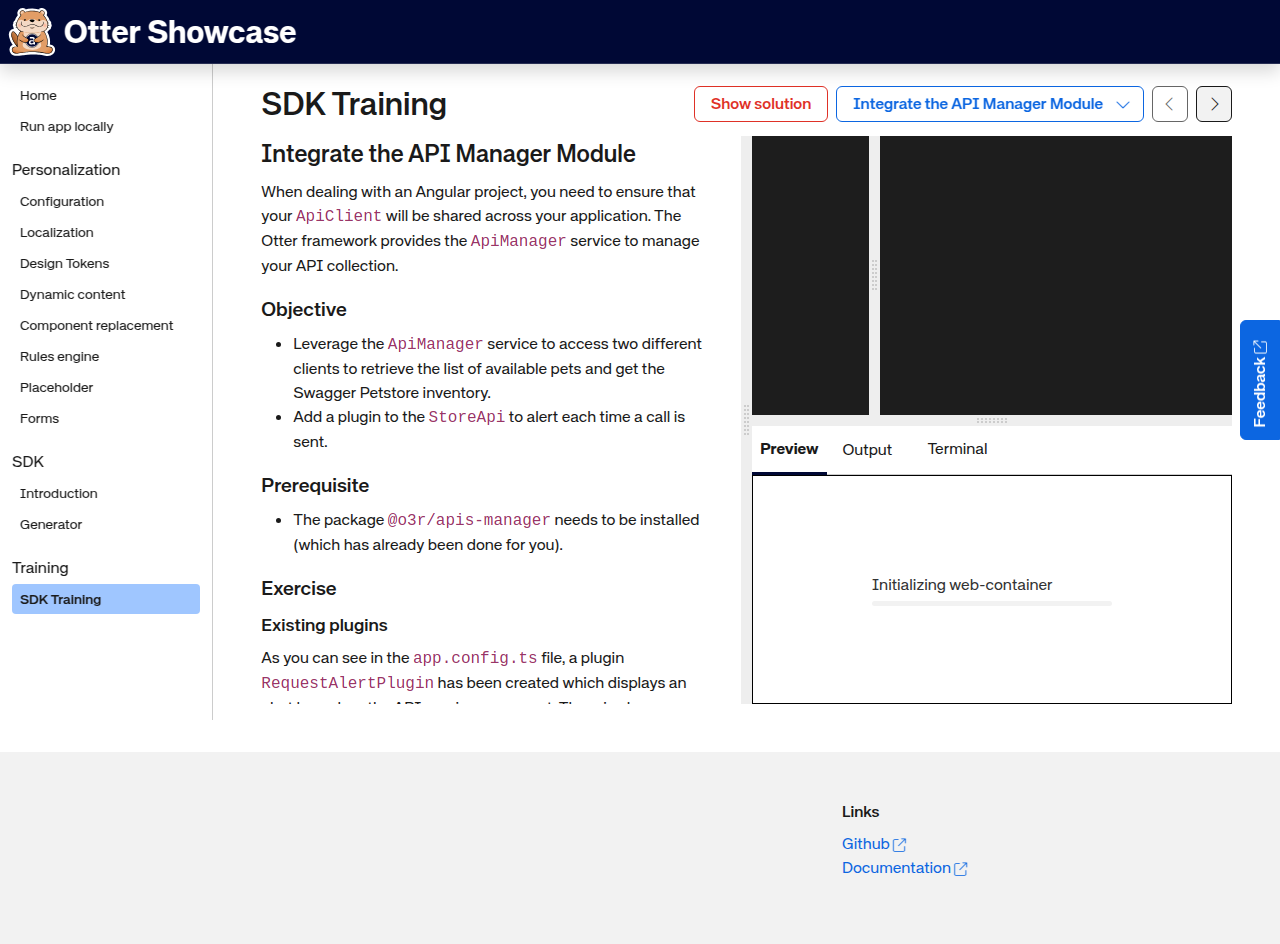 Otter Showcase
Home
Run app locally
Personalization
Configuration
Localization
Design Tokens
Dynamic content
Component replacement
Rules engine
Placeholder
Forms
SDK
Introduction
Generator
Training
SDK Training
SDK Training
Show solution
Integrate the API Manager Module
Integrate the API Manager Module
When dealing with an Angular project, you need to ensure that
your ApiClient will be shared across your application. The
Otter framework provides the ApiManager service to manage
your API collection.
Objective
Leverage the ApiManager service to access two different
clients to retrieve the list of available pets and get the
Swagger Petstore inventory.
Add a plugin to the StoreApi to alert each time a call is
sent.
Prerequisite
The package @o3r/apis-manager needs to be installed
(which has already been done for you).
Exercise
Existing plugins
As you can see in the app.config.ts file, a plugin
RequestAlertPlugin has been created which displays an
Preview
Output
Terminal
Initializing web-container
Feedback
Links
Github
Documentation